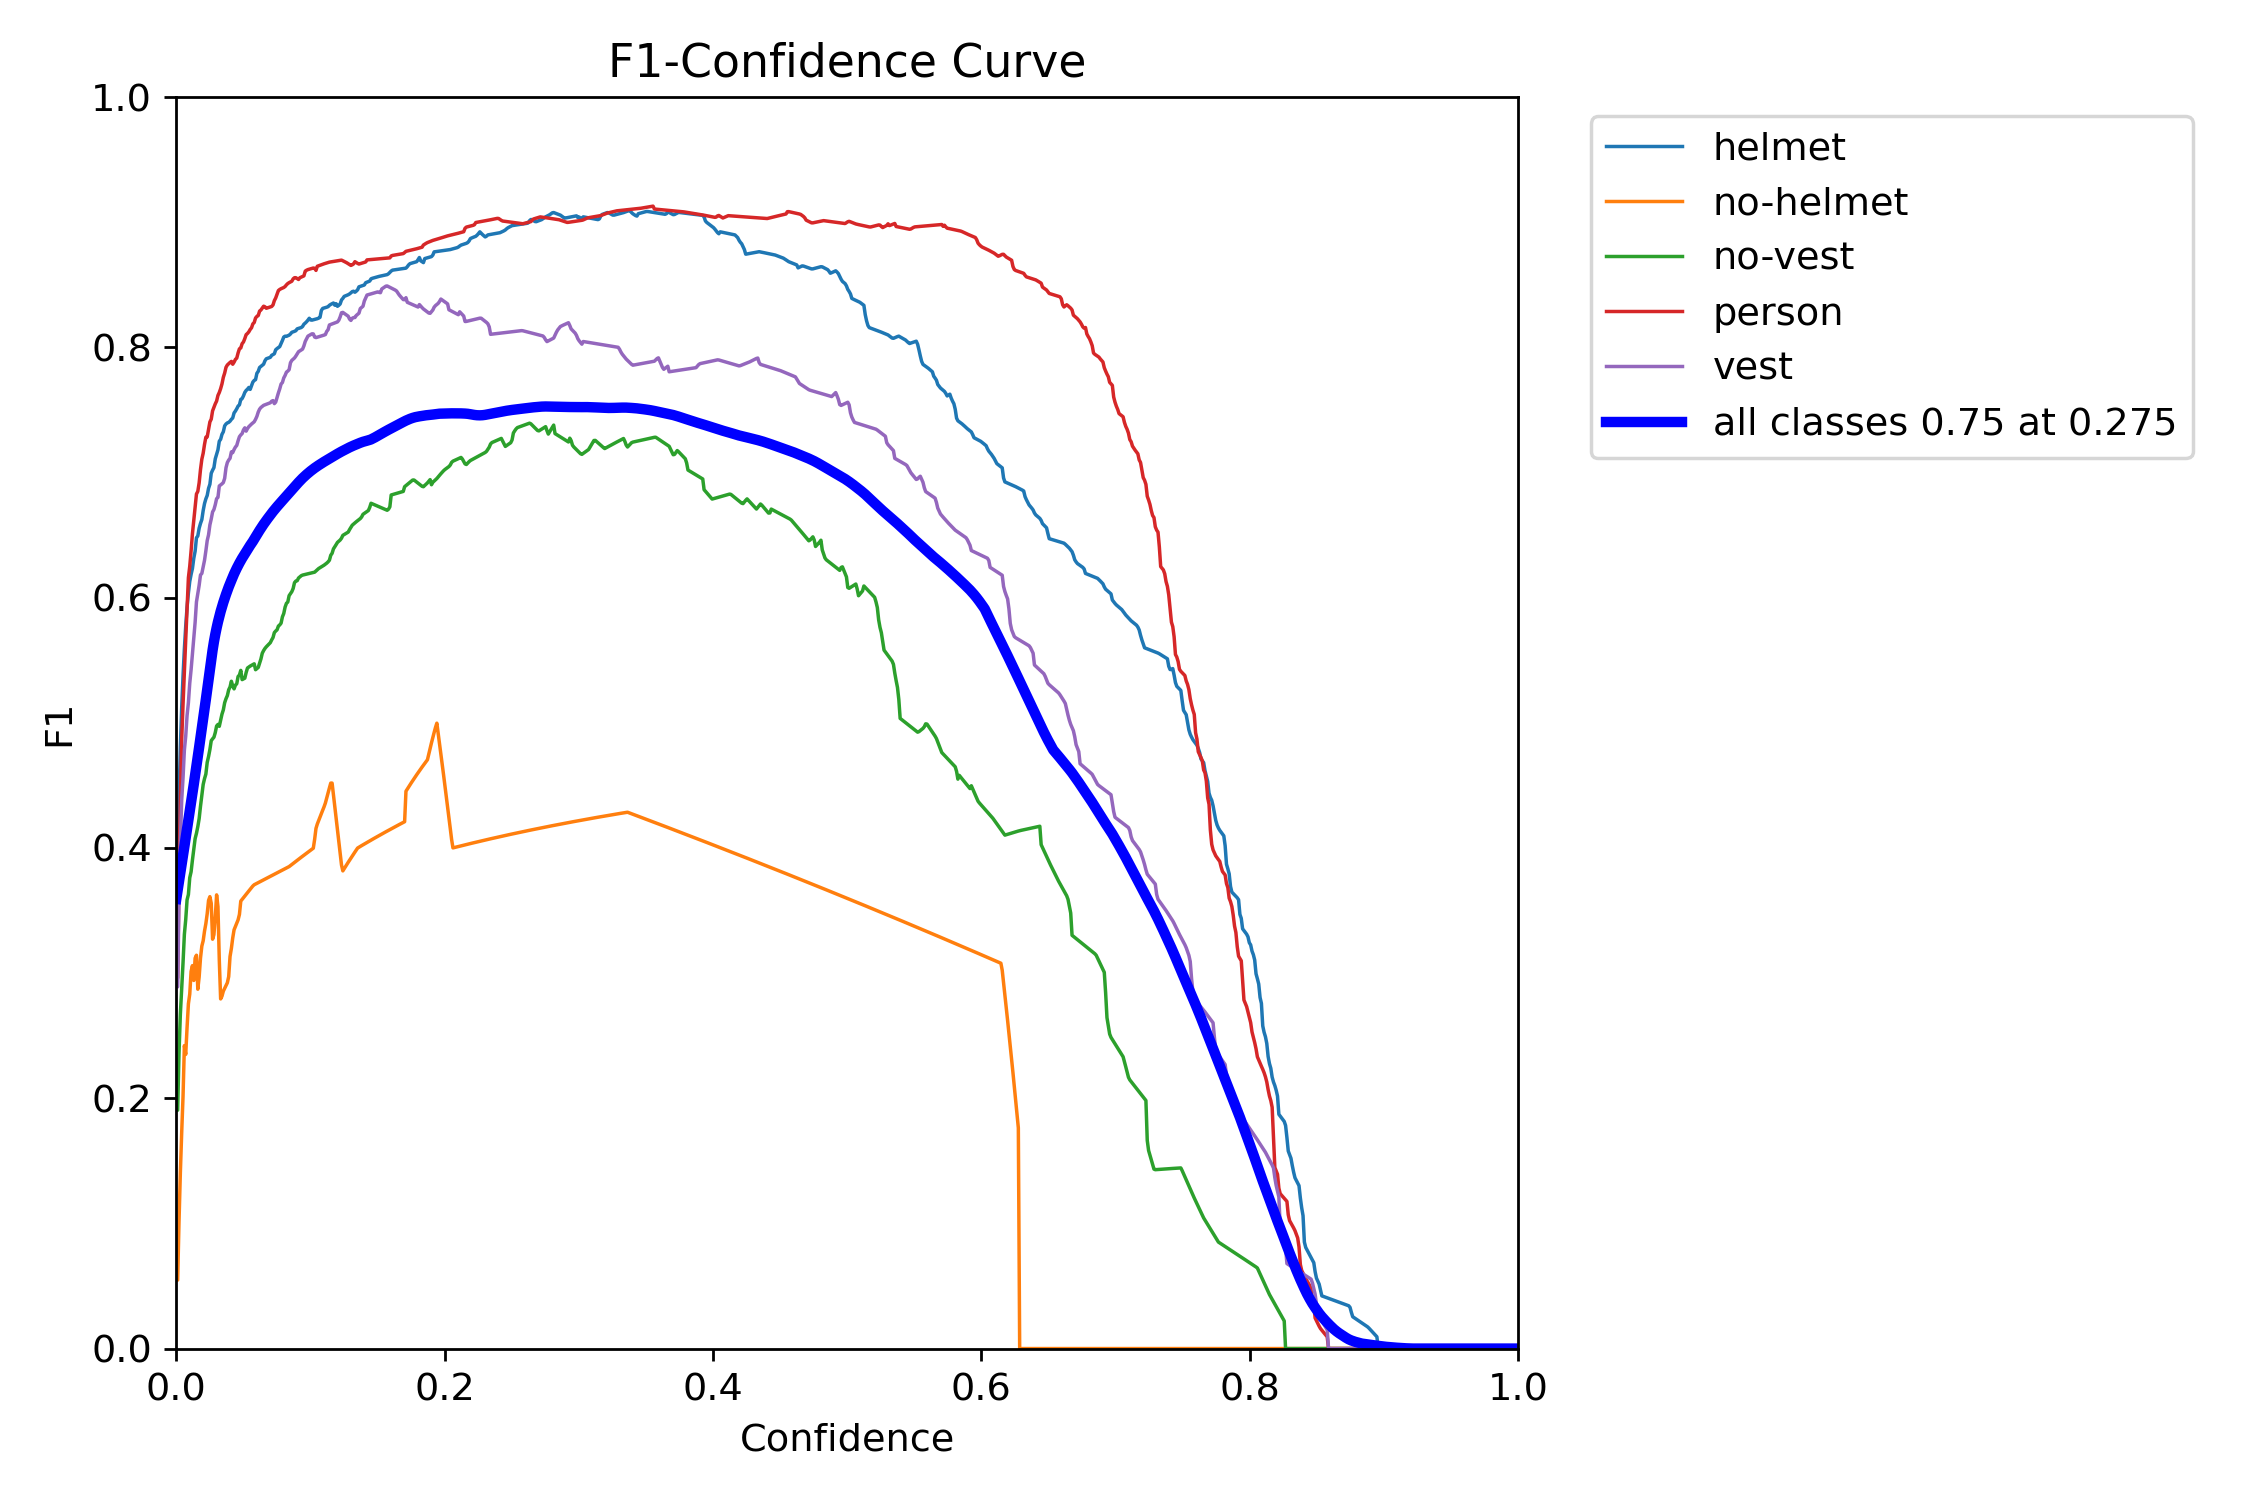 F1-Confidence Curve
1.0
0.8
0.6
0.4
0.2
0.0
F1
0.0 0.2 0.4 0.6 0.8 1.0
Confidence
helmet
no-helmet
no-vest
person
vest
all classes 0.75 at 0.275